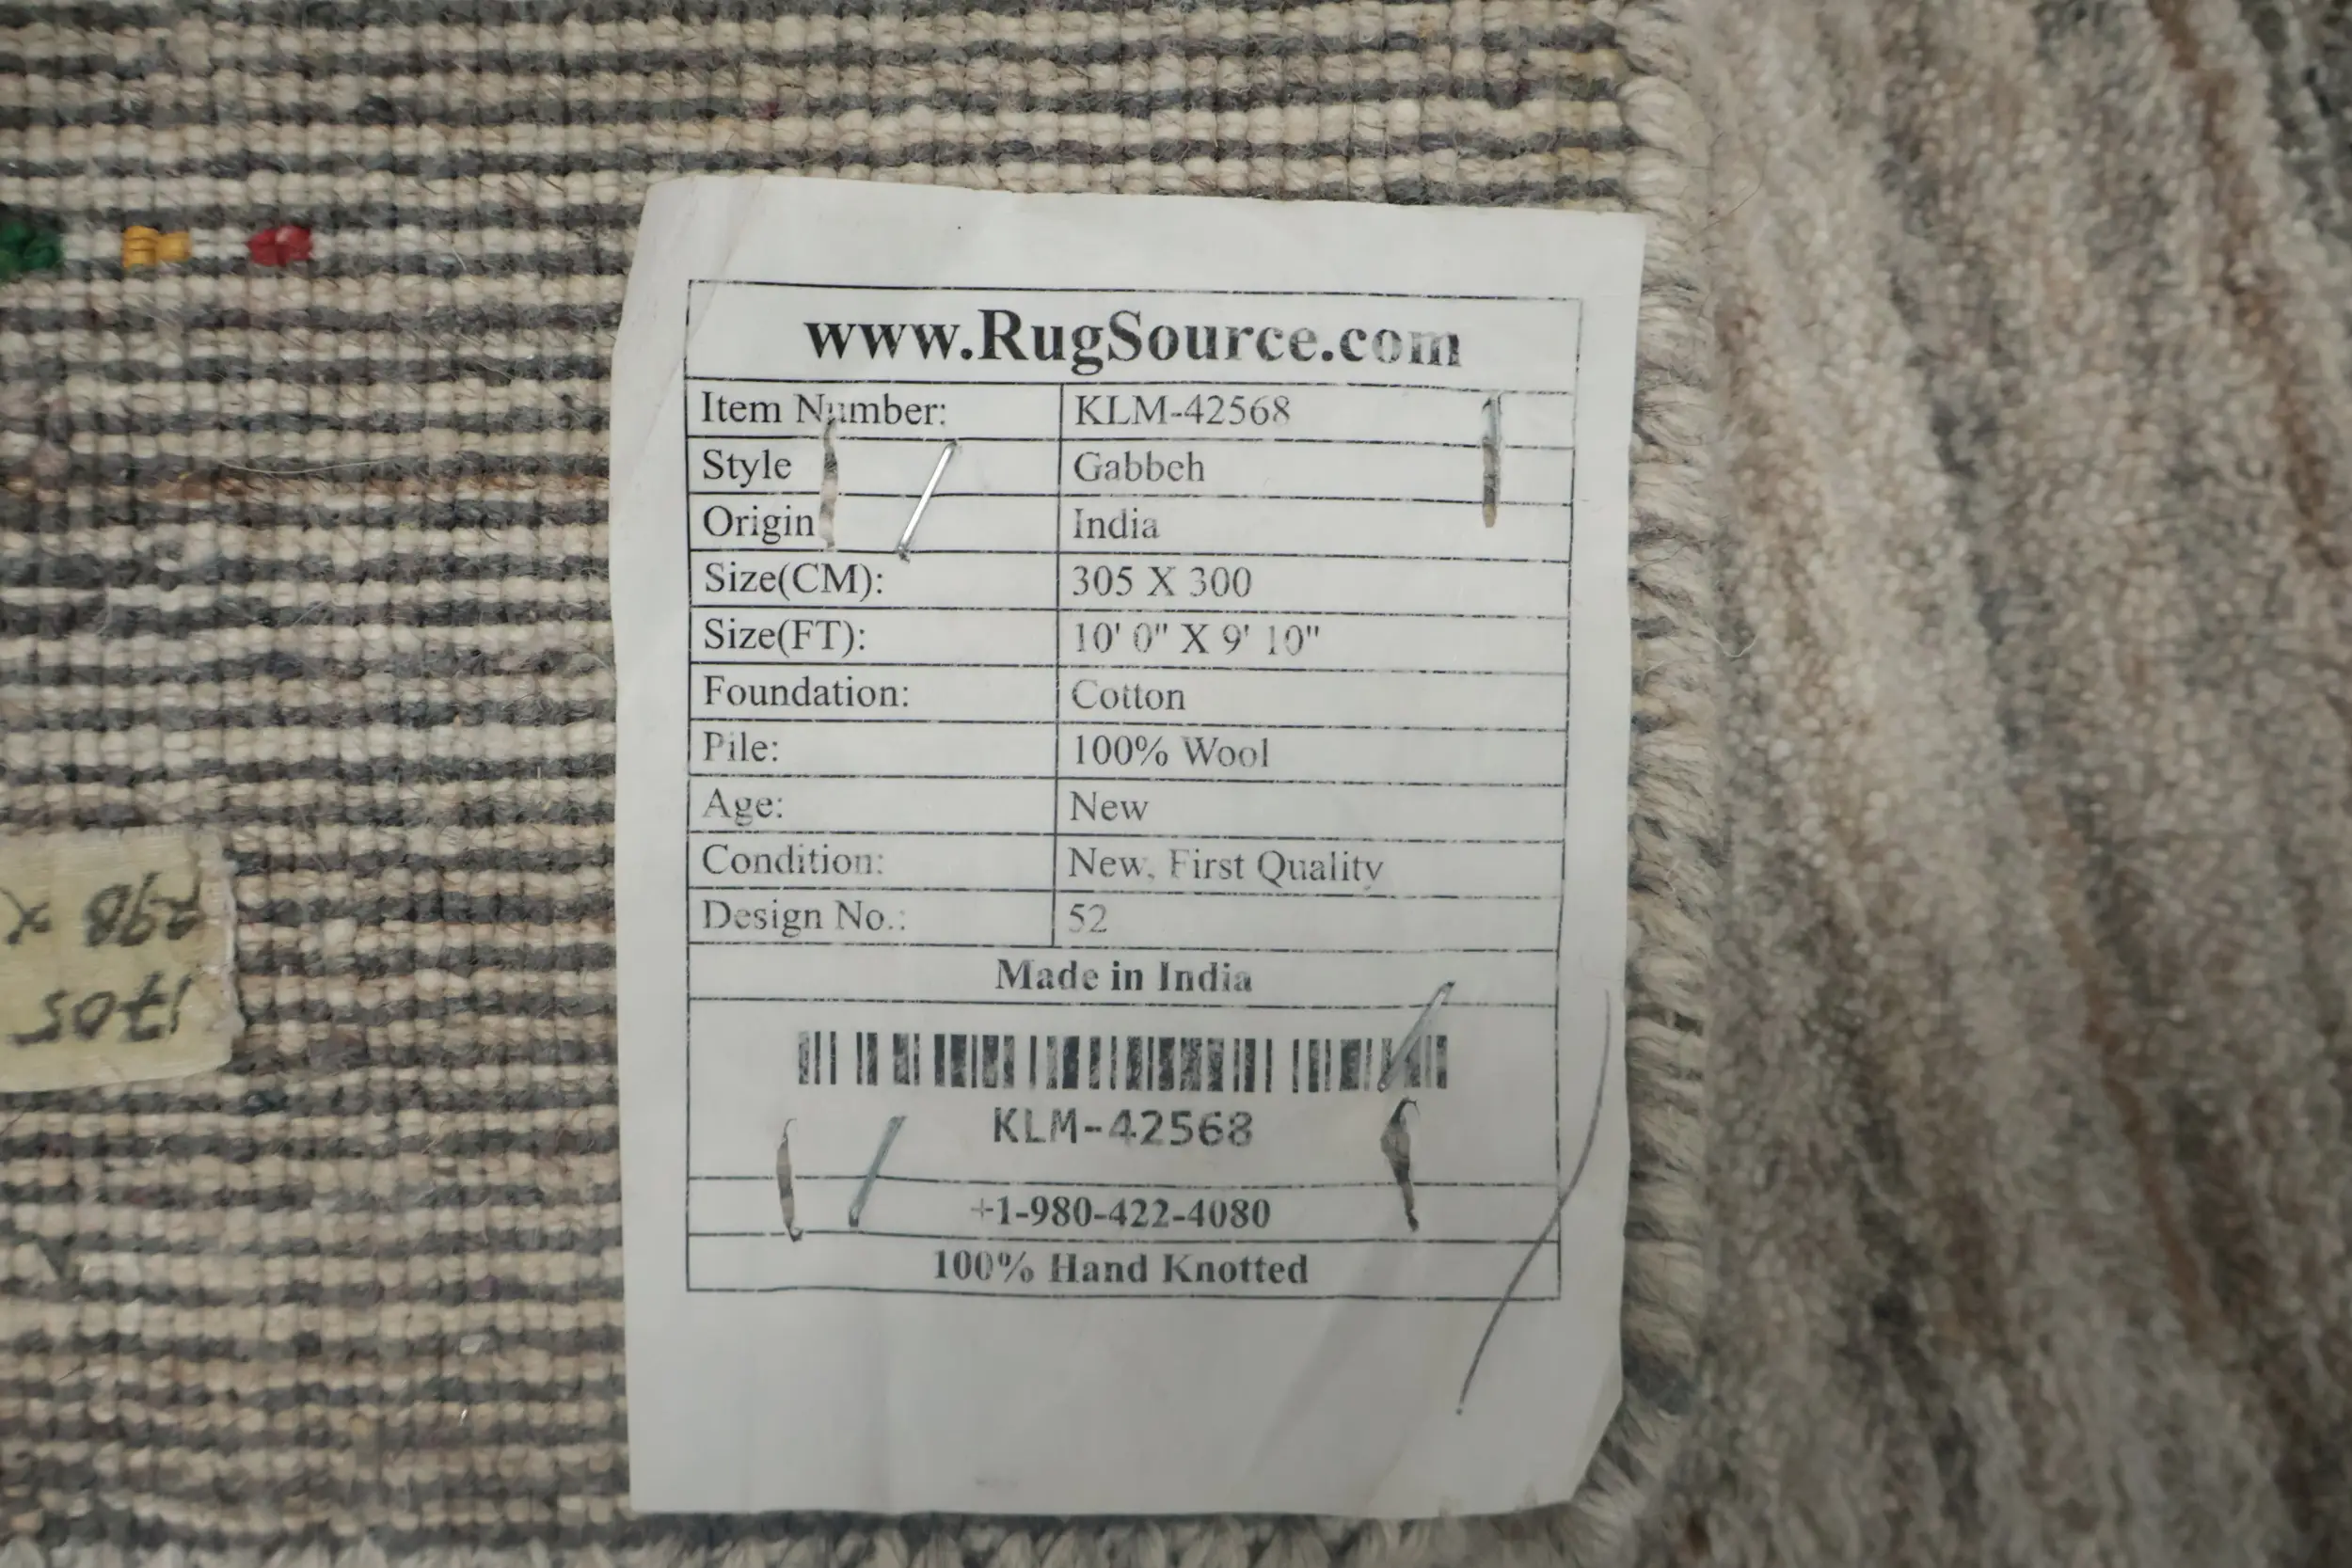 www.RugSource.com
Item Number: KLM-42568
Style Gabbeh
Origin India
Size(CM): 305 X 300
Size(FT): 10' 0" X 9' 10"
Foundation: Cotton
Pile: 100% Wool
Age: New
Condition: New, First Quality
Design No.: 52
Made in India
KLM-42568
+1-980-422-4080
100% Hand Knotted
1705
298 X